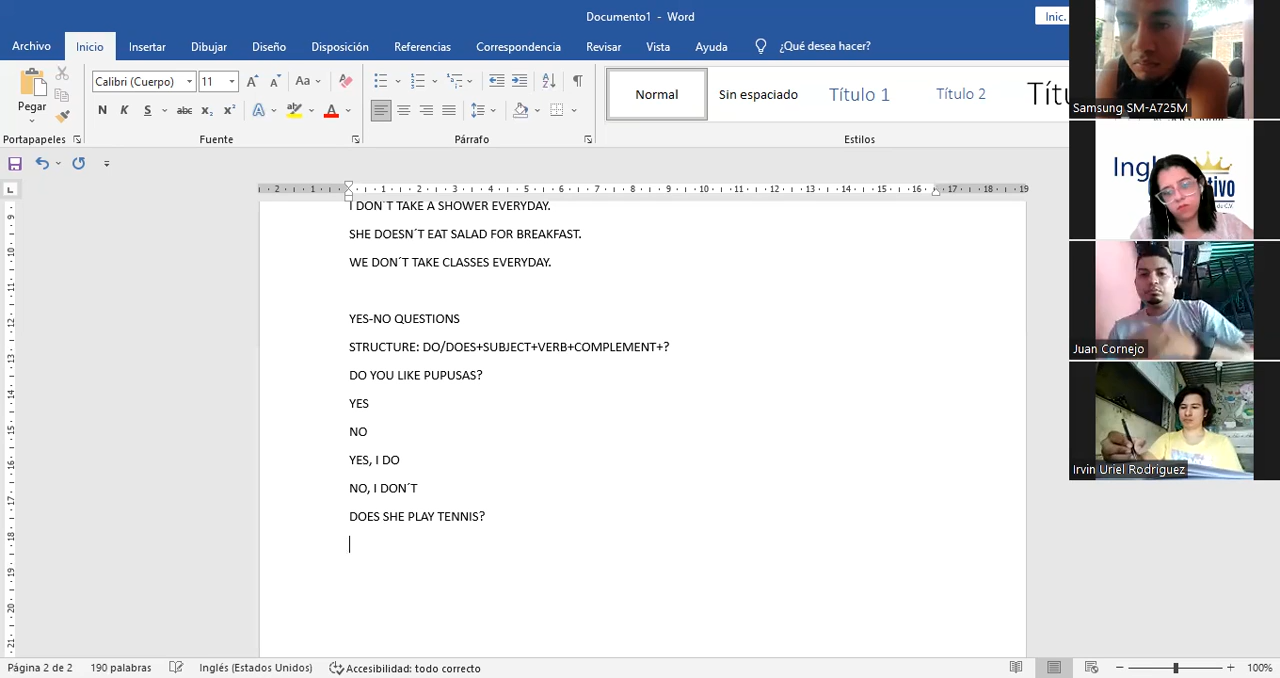 Documento1 - Word
Inic.
Archivo
Inicio
Insertar
Dibujar
Diseño
Disposición
Referencias
Correspondencia
Revisar
Vista
Ayuda
¿Qué desea hacer?
Pegar
Calibri (Cuerpo)
11
Normal
Sin espaciado
Título 1
Título 2
Portapapeles
Fuente
Párrafo
Estilos
I DON´T TAKE A SHOWER EVERYDAY.
SHE DOESN´T EAT SALAD FOR BREAKFAST.
WE DON´T TAKE CLASSES EVERYDAY.
YES-NO QUESTIONS
STRUCTURE: DO/DOES+SUBJECT+VERB+COMPLEMENT+?
DO YOU LIKE PUPUSAS?
YES
NO
YES, I DO
NO, I DON´T
DOES SHE PLAY TENNIS?
Samsung SM-A725M
Juan Cornejo
Irvin Uriel Rodriguez
Página 2 de 2
190 palabras
Inglés (Estados Unidos)
Accesibilidad: todo correcto
100%